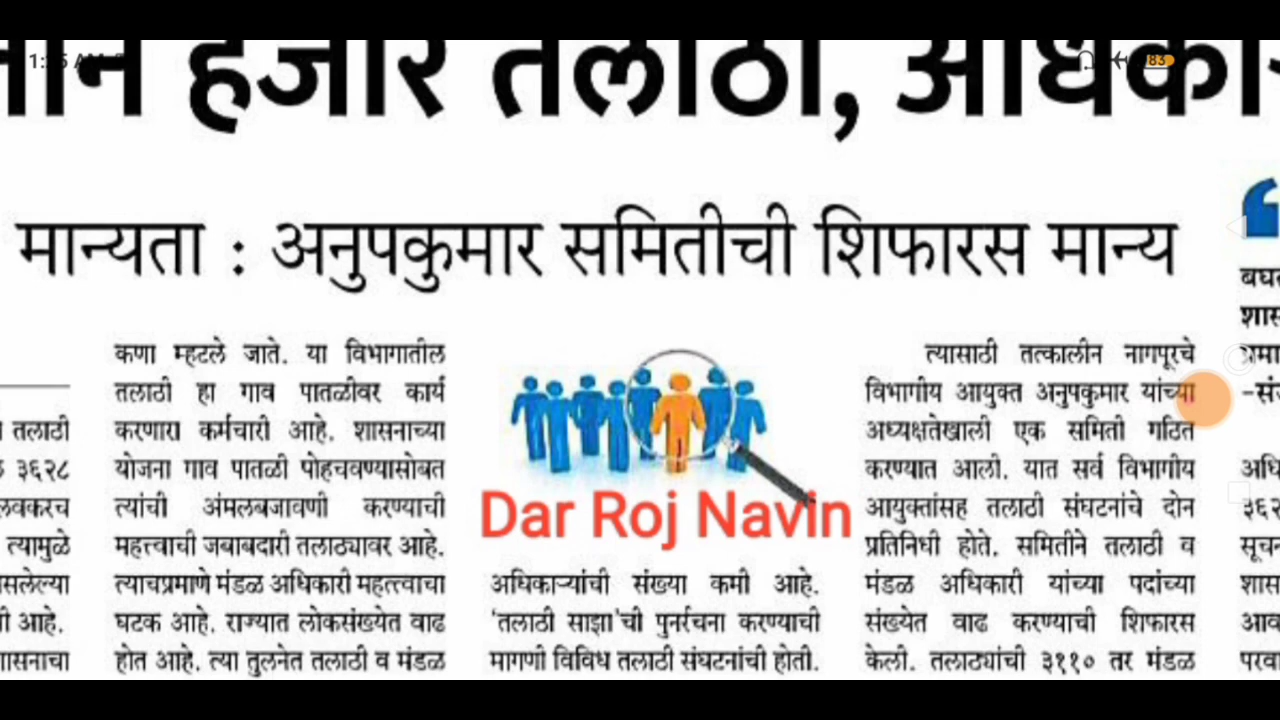 हजार तलाठी,
मान्यता : अनुपकुमार समितीची शिफारस मान्य
तलाठी
३६२८
त्यामुळे
आहे.
कणा म्हटले जाते. या विभागातील
तलाठी हा गाव पातळीवर कार्य
करणारा कर्मचारी आहे. शासनाच्या
योजना गाव पातळी पोहचवण्यासोबत
त्यांची अंमलबजावणी करण्याची
महत्त्वाची जबाबदारी तलाठ्यावर आहे.
त्याचप्रमाणे मंडळ अधिकारी महत्त्वाचा
घटक आहे. राज्यात लोकसंख्येत वाढ
होत आहे. त्या तुलनेत तलाठी व मंडळ
Dar Roj Navin
अधिकाऱ्यांची संख्या कमी आहे.
'तलाठी साझा'ची पुनर्रचना करण्याची
मागणी विविध तलाठी संघटनांची होती.
त्यासाठी तत्कालीन नागपूरचे
विभागीय आयुक्त अनुपकुमार यांच्या
अध्यक्षतेखाली एक समिती गठित
करण्यात आली. यात सर्व विभागीय
आयुक्तांसह तलाठी संघटनांचे दोन
प्रतिनिधी होते. समितीने तलाठी व
मंडळ अधिकारी यांच्या पदांच्या
संख्येत वाढ करण्याची शिफारस
केली. तलाठ्यांची ३११० तर मंडळ
83